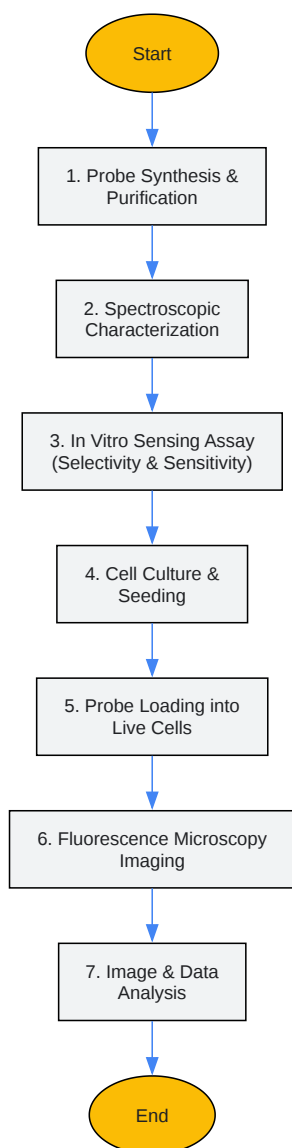 Start
1. Probe Synthesis &
Purification
2. Spectroscopic
Characterization
3. In Vitro Sensing Assay
(Selectivity & Sensitivity)
4. Cell Culture &
Seeding
5. Probe Loading into
Live Cells
6. Fluorescence Microscopy
Imaging
7. Image & Data
Analysis
End